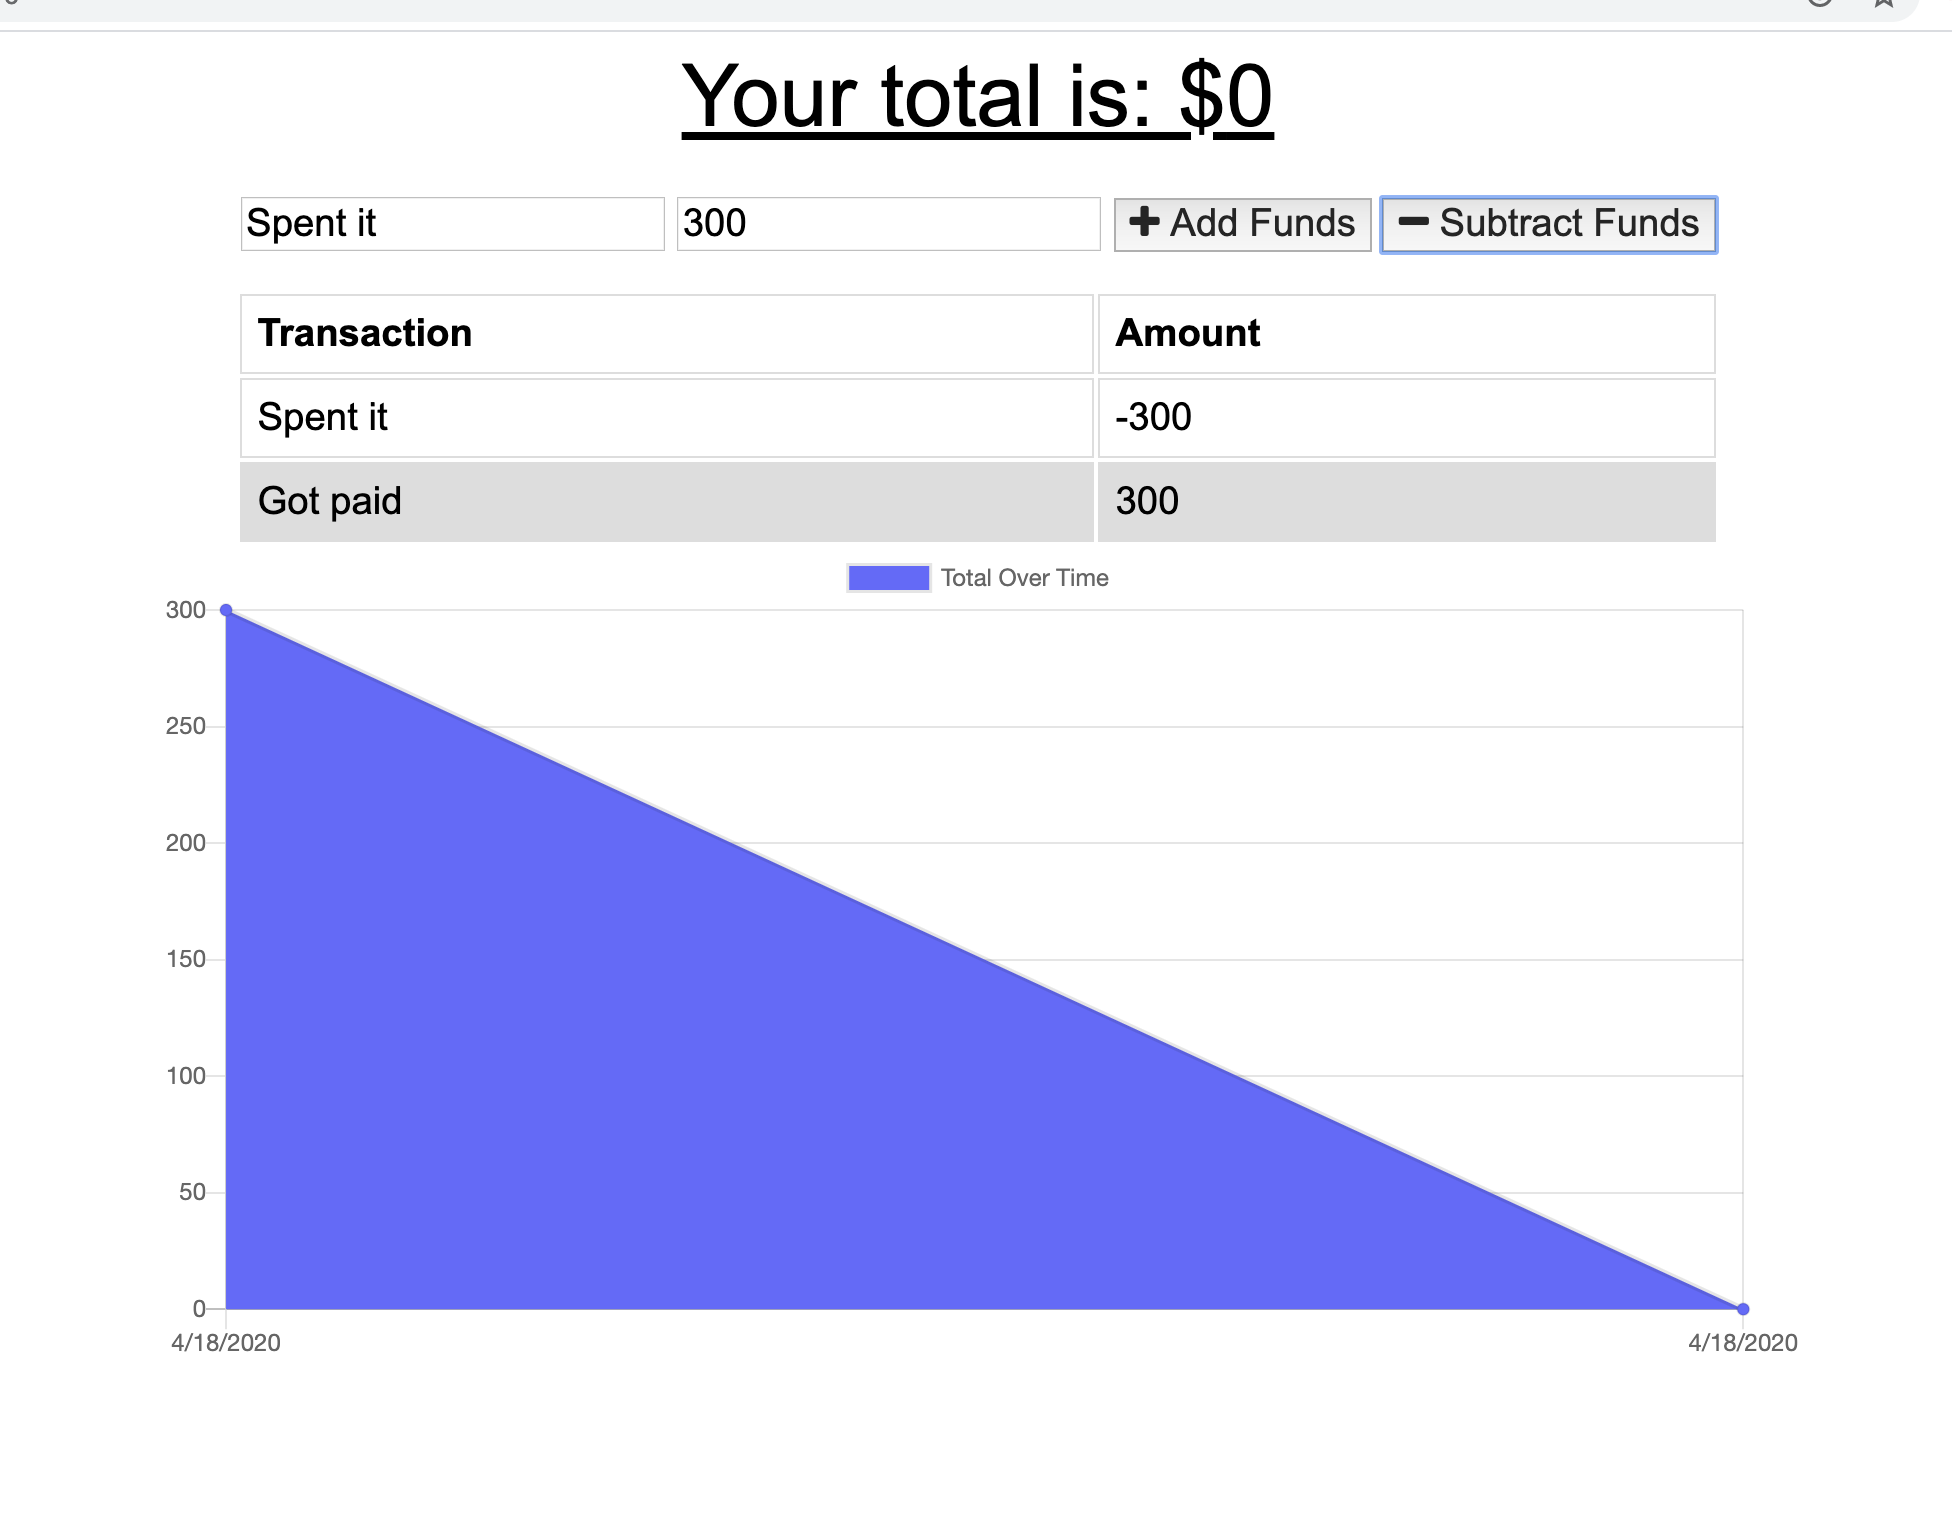 Your total is: $0
Spent it 300 Add Funds Subtract Funds
Transaction Amount
Spent it -300
Got paid 300
Total Over Time
300
250
200
150
100
50
0
4/18/2020 4/18/2020